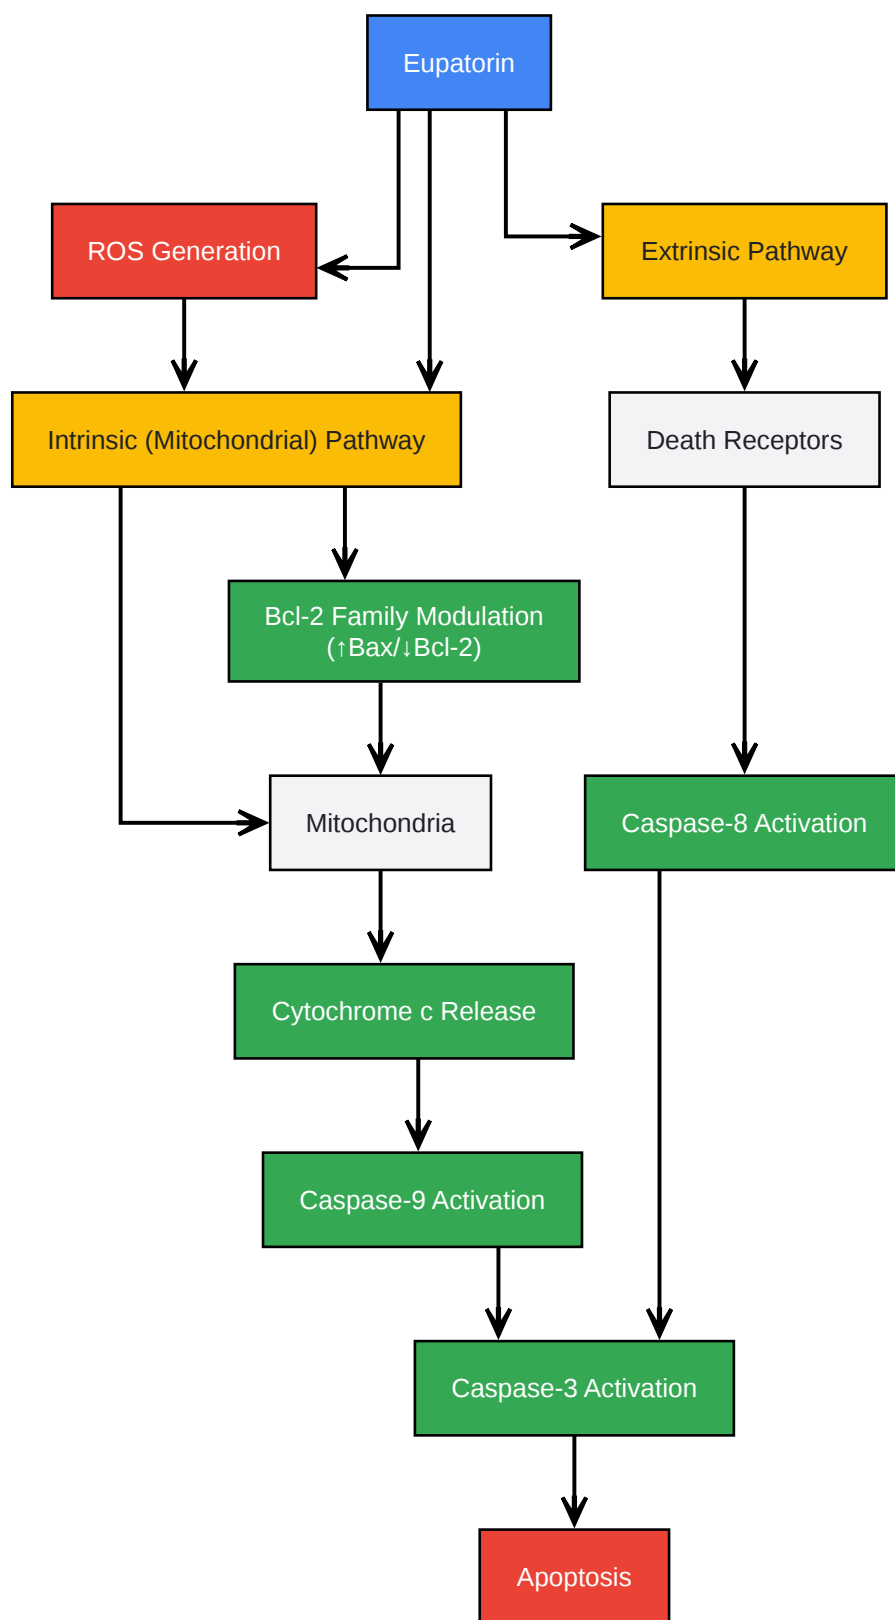 Eupatorin
ROS Generation
Extrinsic Pathway
Intrinsic (Mitochondrial) Pathway
Death Receptors
Bcl-2 Family Modulation
(↑Bax/↓Bcl-2)
Mitochondria
Caspase-8 Activation
Cytochrome c Release
Caspase-9 Activation
Caspase-3 Activation
Apoptosis